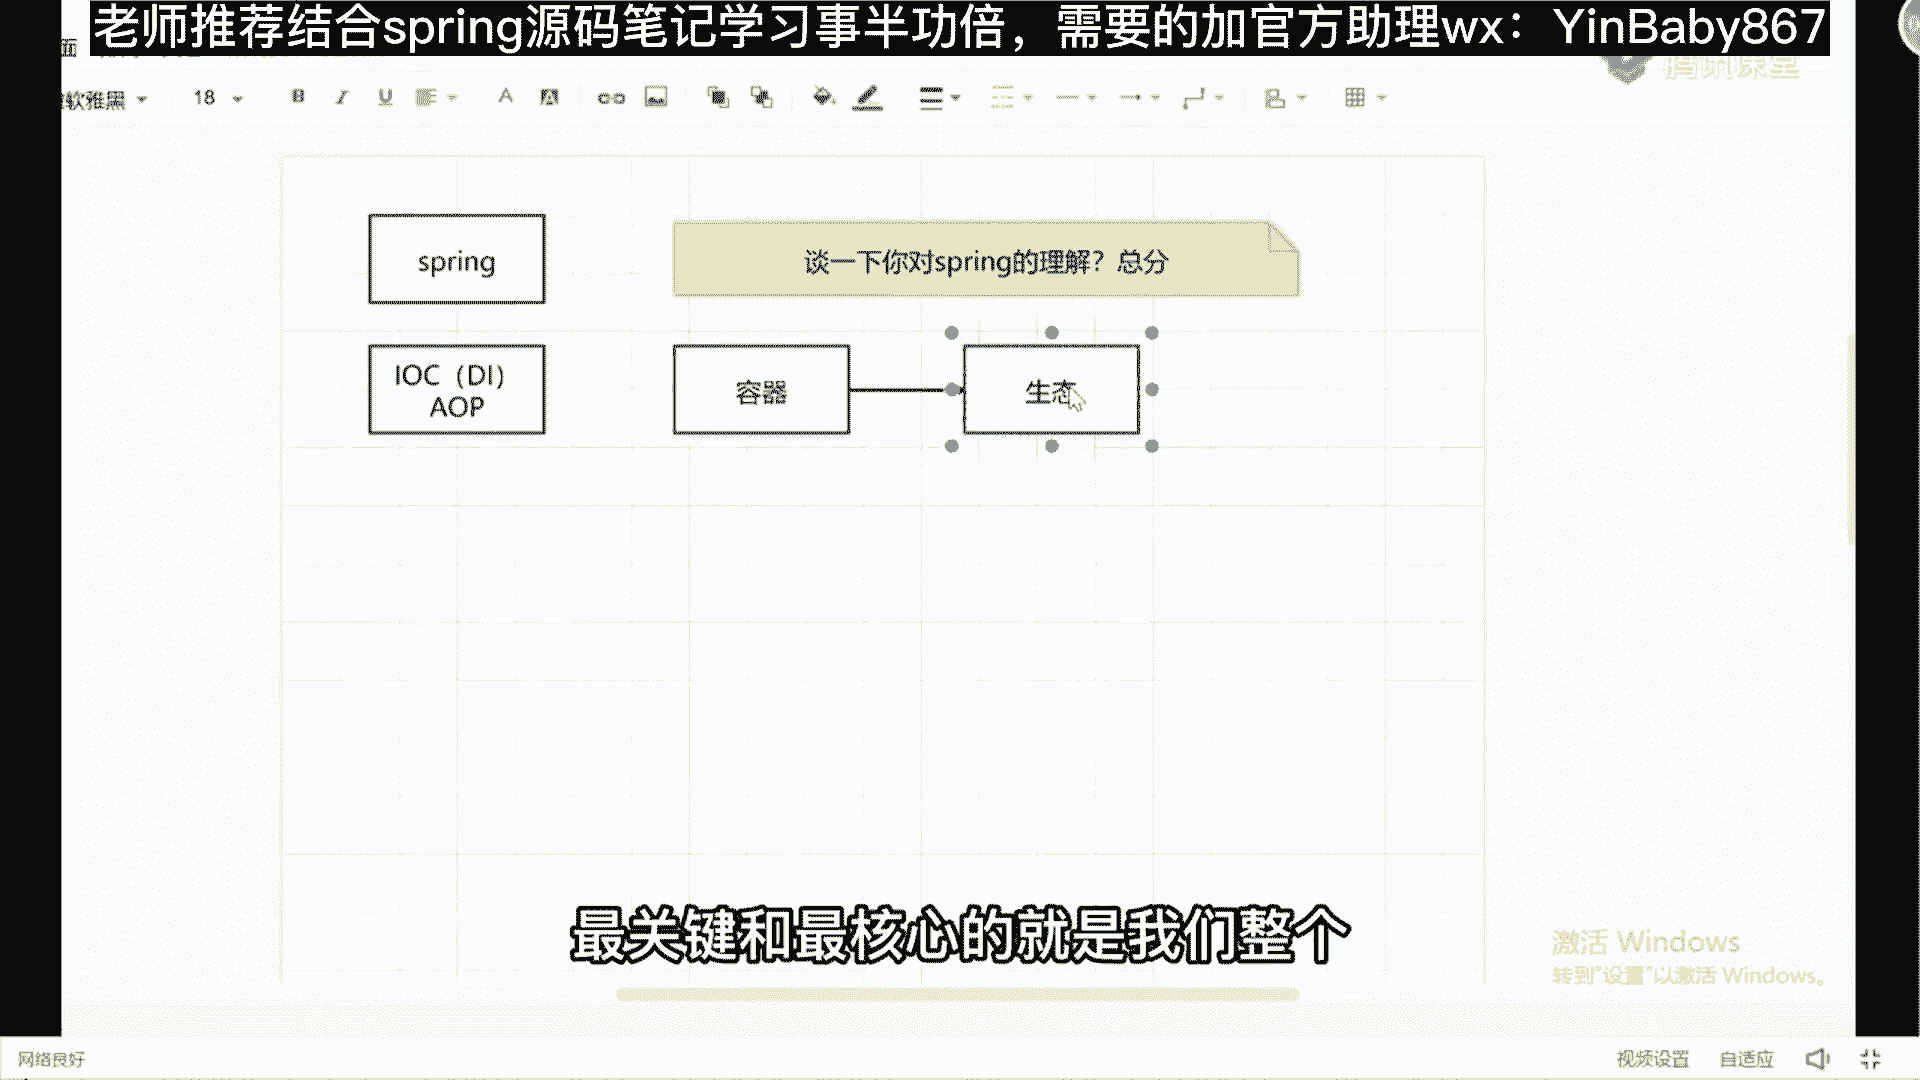 老师推荐结合spring源码笔记学习事半功倍，需要的加官方助理wx：YinBaby867
面
腾讯课堂
软雅黑
18
spring
谈一下你对spring的理解？总分
IOC（DI）
AOP
容器
生态
最关键和最核心的就是我们整个
激活 Windows
转到"设置"以激活 Windows。
网络良好
视频设置
自适应